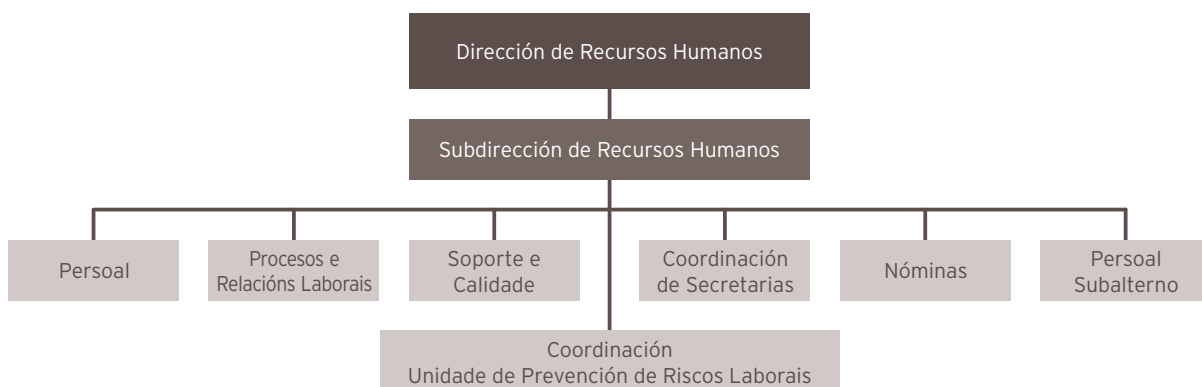 Dirección de Recursos Humanos
Subdirección de Recursos Humanos
Persoal
Procesos e
Relacións Laborais
Soporte e
Calidade
Coordinación
de Secretarias
Nóminas
Persoal
Subalterno
Coordinación
Unidade de Prevención de Riscos Laborais